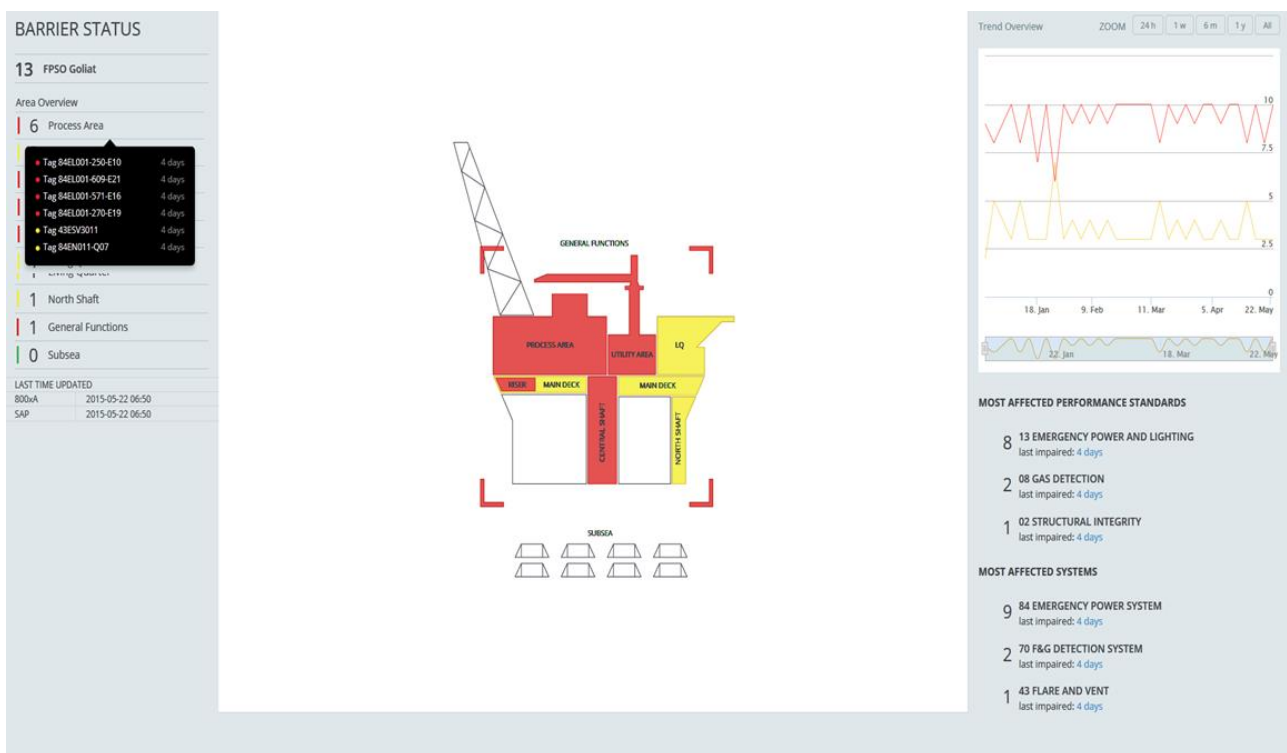 BARRIER STATUS
13 FPSO Goliat
Area Overview
6 Process Area
Tag 84EL001-250-E10 4 days
Tag 84EL001-609-E21 4 days
Tag 84EL001-571-E16 4 days
Tag 84EL001-270-E19 4 days
Tag 43ESV3011 4 days
Tag 84EN011-Q07 4 days
1 Living Quarter
1 North Shaft
1 General Functions
0 Subsea
LAST TIME UPDATED
800xA 2015-05-22 06:50
SAP 2015-05-22 06:50
GENERAL FUNCTIONS
PROCESS AREA
UTILITY AREA
LQ
RISER
MAIN DECK
MAIN DECK
CENTRAL SHAFT
NORTH SHAFT
SUBSEA
Trend Overview ZOOM 24 h 1 w 6 m 1 y All
10
7.5
5
2.5
0
18. Jan 9. Feb 11. Mar 5. Apr 22. May
22. Jan 18. Mar 22. May
MOST AFFECTED PERFORMANCE STANDARDS
8 13 EMERGENCY POWER AND LIGHTING
last impaired: 4 days
2 08 GAS DETECTION
last impaired: 4 days
1 02 STRUCTURAL INTEGRITY
last impaired: 4 days
MOST AFFECTED SYSTEMS
9 84 EMERGENCY POWER SYSTEM
last impaired: 4 days
2 70 F&G DETECTION SYSTEM
last impaired: 4 days
1 43 FLARE AND VENT
last impaired: 4 days